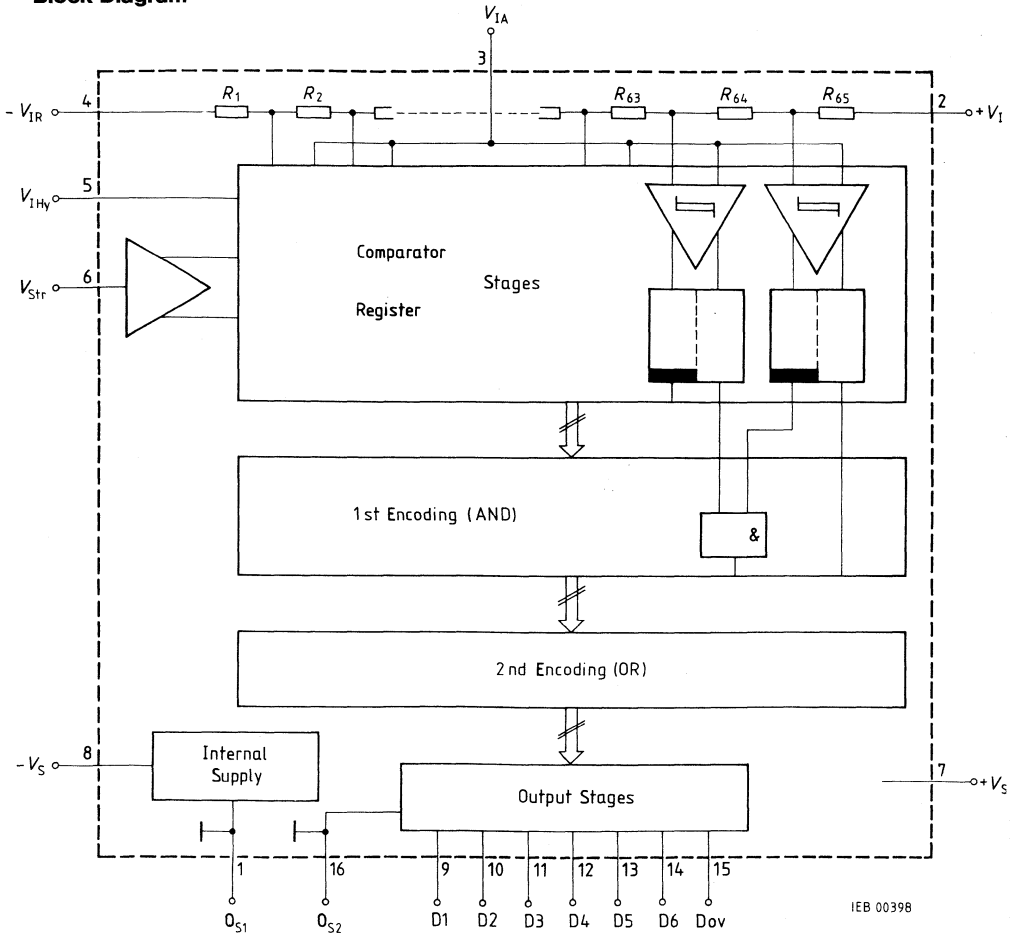 Block Diagram
V_IA
3
- V_IR 4 R_1 R_2 R_63 R_64 R_65 2 +V_I
V_IHy 5
Comparator
Stages
V_Str 6
Register
1st Encoding (AND)
&
2nd Encoding (OR)
-V_S 8
Internal
Supply
Output Stages
7 +V_S
1 16 9 10 11 12 13 14 15
O_S1 O_S2 D1 D2 D3 D4 D5 D6 Dov
IEB 00398